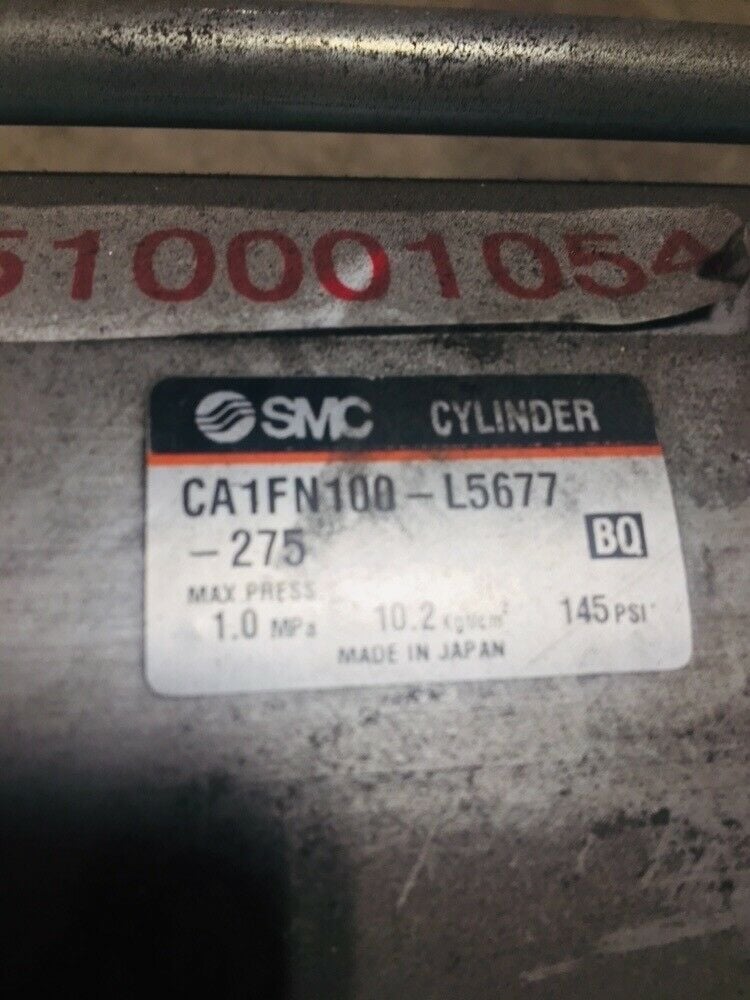 510001054
SMC CYLINDER
CA1FN100-L5677
-275 BQ
MAX PRESS.
1.0 MPa 10.2 Kgf/cm² 145 PSI
MADE IN JAPAN